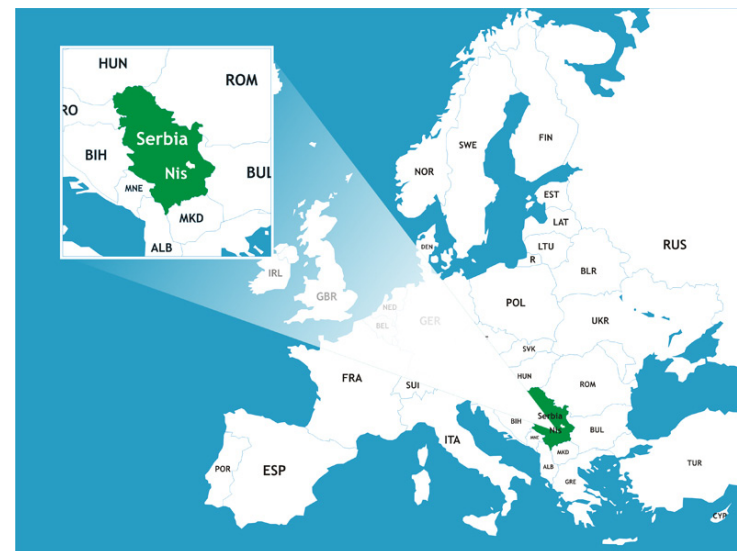 HUN
ROM
RO
Serbia
BIH
Nis
BUL
MNE
MKD
ALB
FIN
SWE
NOR
EST
LAT
DEN
LTU
RUS
R
IRL
BLR
GBR
NED
POL
GER
BEL
UKR
SVK
HUN
FRA
SUI
ROM
Serbia
BIH
Nis
BUL
MNE
ITA
MKD
TUR
POR
ESP
ALB
GRE
CYP